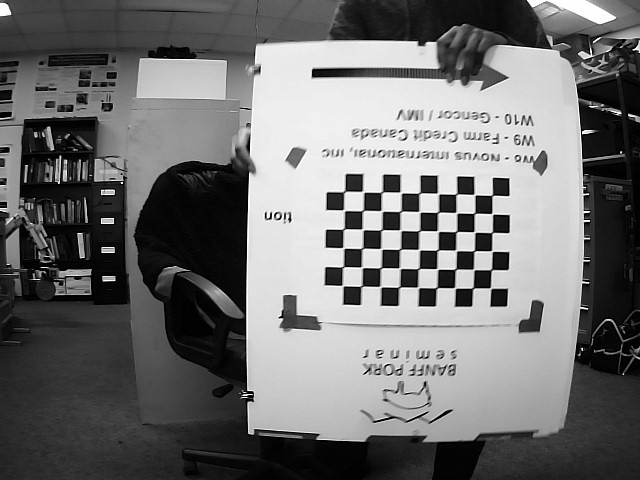 BANFF PORK
seminar
tion
W8 - Novus International, Inc
W9 - Farm Credit Canada
W10 - Gencor / IMV